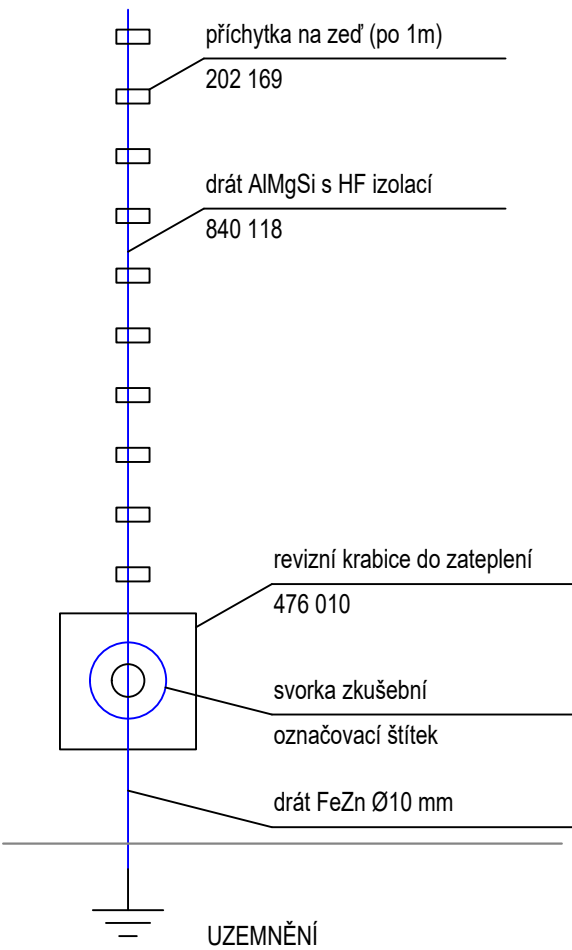 příchytka na zeď (po 1m)
202 169
drát AlMgSi s HF izolací
840 118
revizní krabice do zateplení
476 010
svorka zkušební
označovací štítek
drát FeZn Ø10 mm
UZEMNĚNÍ